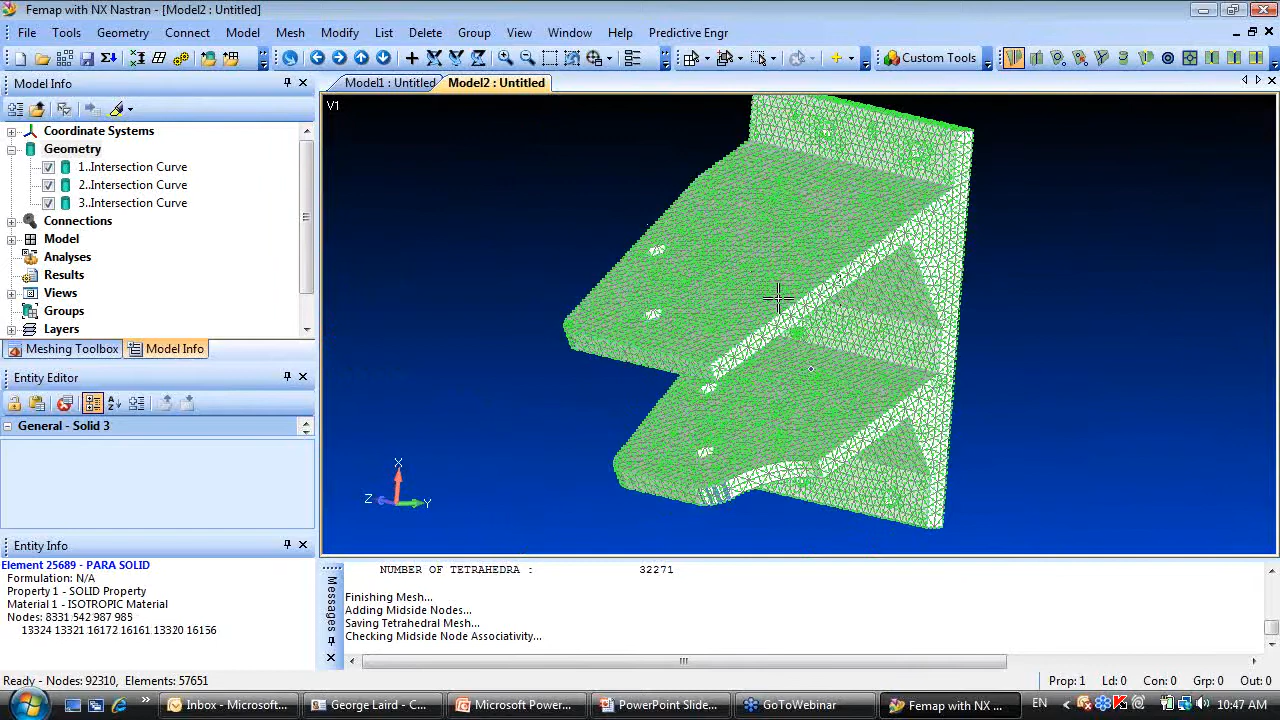 Femap with NX Nastran - [Model2 : Untitled]
File Tools Geometry Connect Model Mesh Modify List Delete Group View Window Help Predictive Engr
Custom Tools
Model Info
Model1 : Untitled Model2 : Untitled
V1
Coordinate Systems
Geometry
1..Intersection Curve
2..Intersection Curve
3..Intersection Curve
Connections
Model
Analyses
Results
Views
Groups
Layers
Meshing Toolbox Model Info
Entity Editor
General - Solid 3
X
Z Y
Entity Info
Element 25689 - PARA SOLID
Formulation: N/A
Property 1 - SOLID Property
Material 1 - ISOTROPIC Material
Nodes: 8331 542 987 985
13324 13321 16172 16161 13320 16156
Messages
NUMBER OF TETRAHEDRA : 32271
Finishing Mesh...
Adding Midside Nodes...
Saving Tetrahedral Mesh...
Checking Midside Node Associativity...
Ready - Nodes: 92310, Elements: 57651
Prop: 1 Ld: 0 Con: 0 Grp: 0 Out: 0
Inbox - Microsoft... George Laird - C... Microsoft Power... PowerPoint Slide... GoToWebinar Femap with NX ... EN 10:47 AM